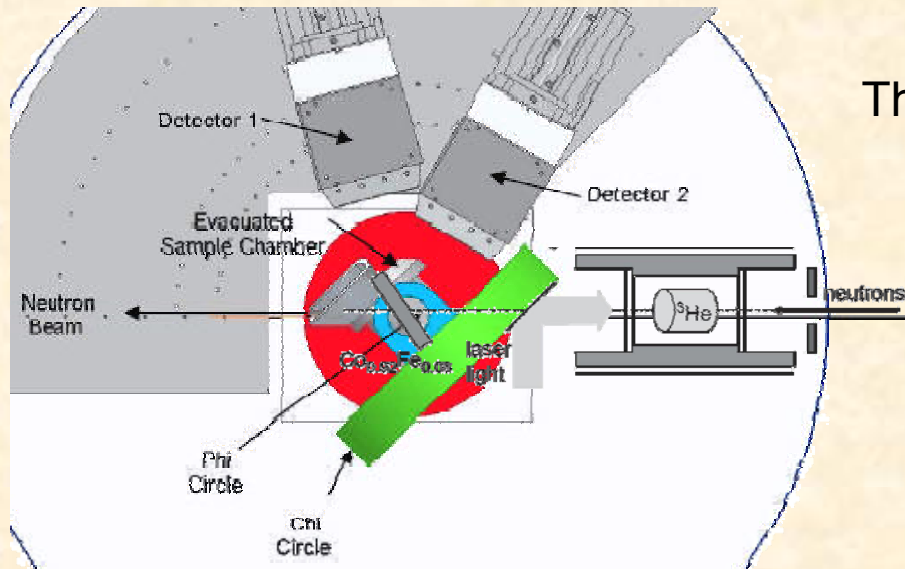 Th
Detector 1
Detector 2
Evacuated
Sample Chamber
Neutron
Beam
³He
neutrons
laser
light
Phi
Circle
Chi
Circle